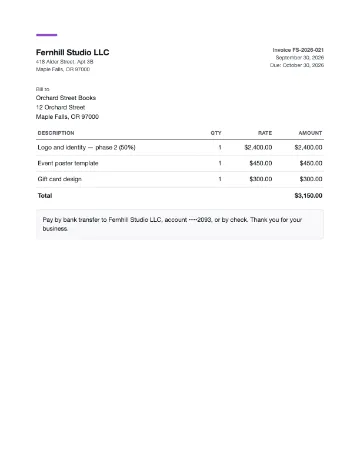 Fernhill Studio LLC
418 Aldar Street, Apt 3B
Maple Falls, OR 97000
Invoice FS-2026-021
September 30, 2026
Due: October 30, 2026
Bill to
Orchard Street Books
12 Orchard Street
Maple Falls, OR 97000
DESCRIPTION QTY RATE AMOUNT
Logo and identity — phase 2 (50%) 1 $2,400.00 $2,400.00
Event poster template 1 $450.00 $450.00
Gift card design 1 $300.00 $300.00
Total $3,150.00
Pay by bank transfer to Fernhill Studio LLC, account ····2093, or by check. Thank you for your
business.